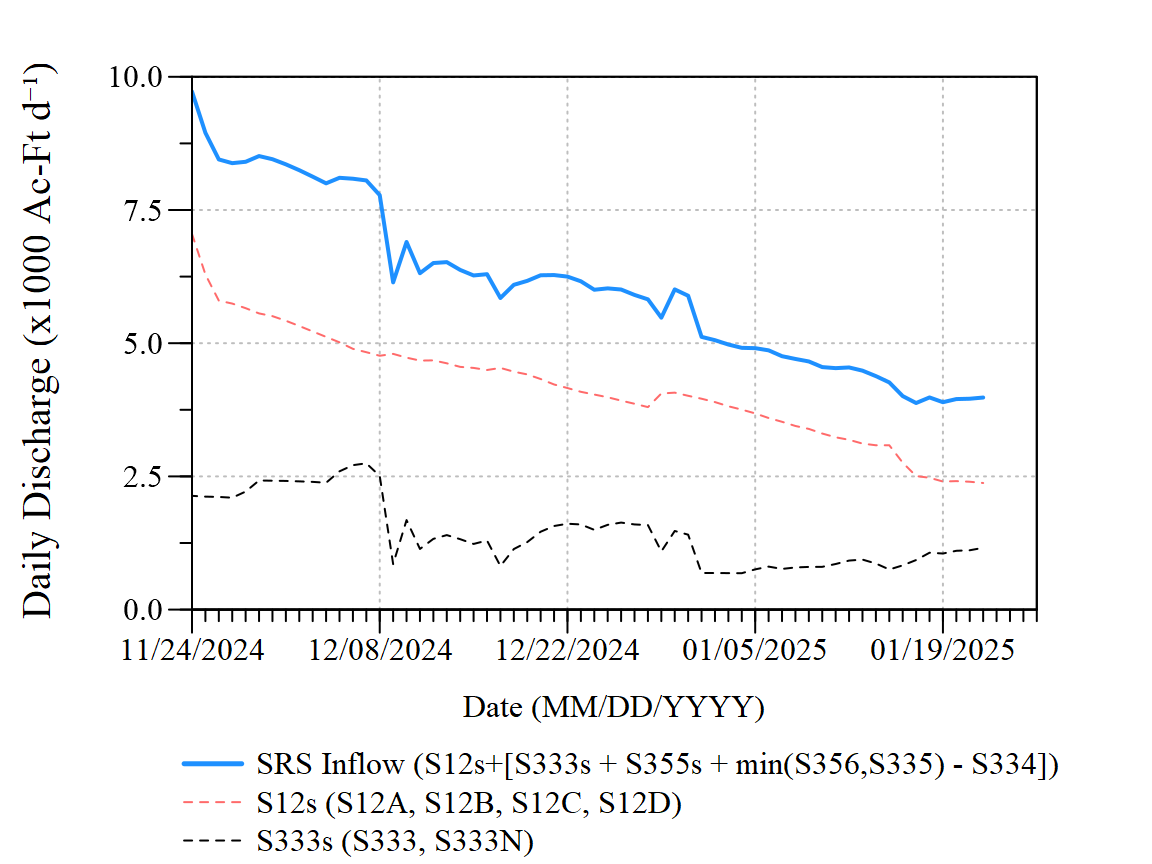 Daily Discharge (x1000 Ac-Ft d⁻¹)
10.0
7.5
5.0
2.5
0.0
11/24/2024 12/08/2024 12/22/2024 01/05/2025 01/19/2025
Date (MM/DD/YYYY)
SRS Inflow (S12s+[S333s + S355s + min(S356,S335) - S334])
S12s (S12A, S12B, S12C, S12D)
S333s (S333, S333N)